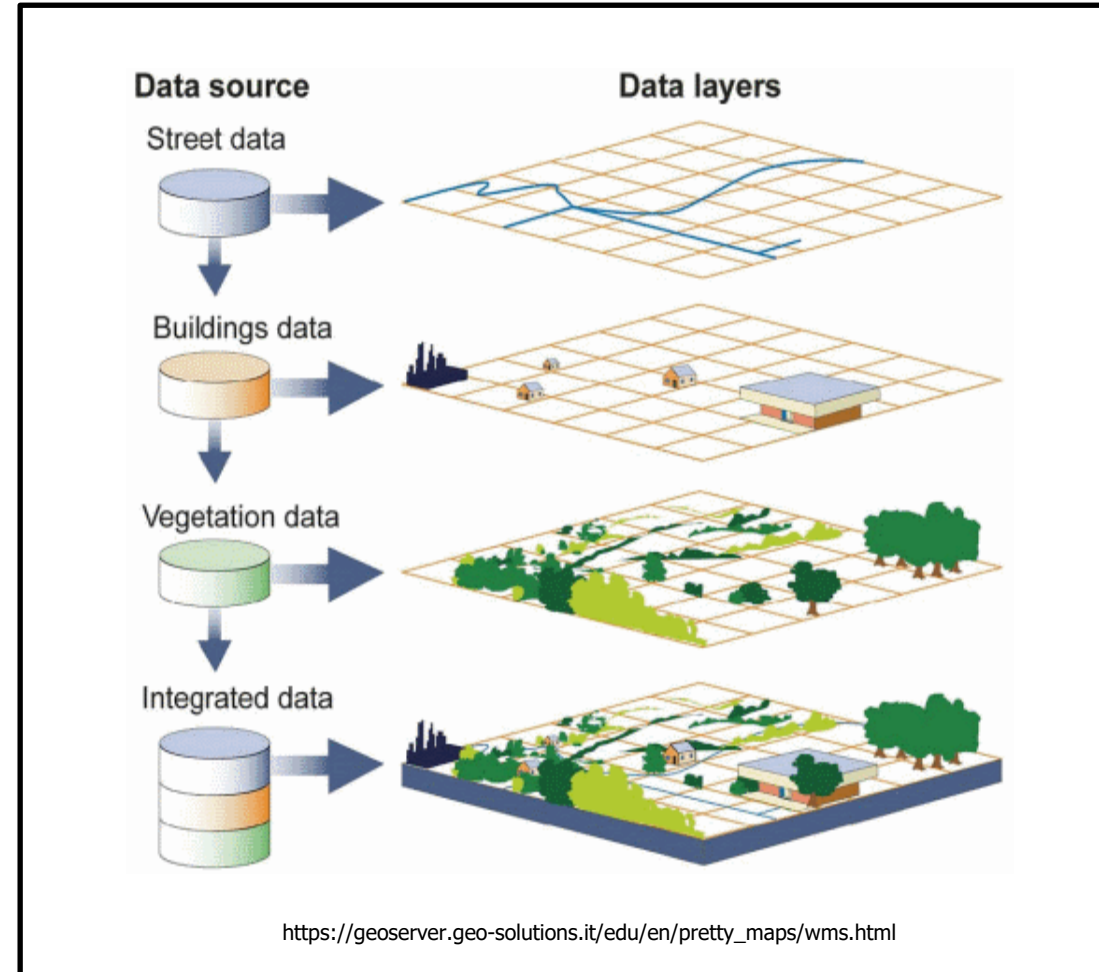 Data source
Data layers
Street data
Buildings data
Vegetation data
Integrated data
https://geoserver.geo-solutions.it/edu/en/pretty_maps/wms.html